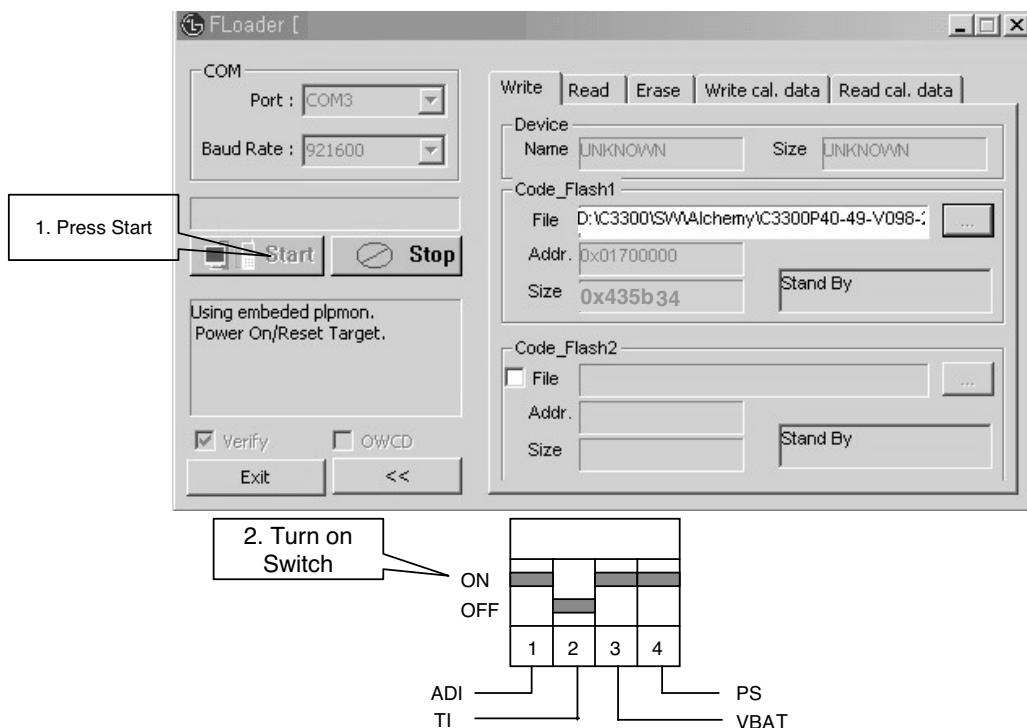 FLoader [
COM
Port : COM3
Baud Rate : 921600
1. Press Start
Start
Stop
Using embeded plpmon.
Power On/Reset Target.
Verify
OWCD
Exit
<<
Write
Read
Erase
Write cal. data
Read cal. data
Device
Name UNKNOWN
Size UNKNOWN
Code_Flash1
File D:\C3300\SW\Alchemy\C3300P40-49-V098-
...
Addr. 0x01700000
Size 0x435b34
Stand By
Code_Flash2
File
...
Addr.
Size
Stand By
2. Turn on
Switch
ON
OFF
1 2 3 4
ADI
PS
TI
VBAT